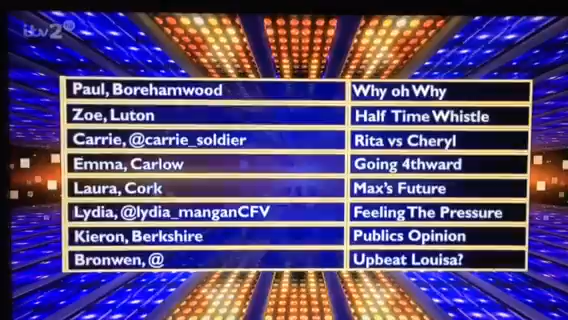 itv2
Paul, Borehamwood Why oh Why
Zoe, Luton Half Time Whistle
Carrie, @carrie_soldier Rita vs Cheryl
Emma, Carlow Going 4thward
Laura, Cork Max's Future
Lydia, @lydia_manganCFV Feeling The Pressure
Kieron, Berkshire Publics Opinion
Bronwen, @ Upbeat Louisa?